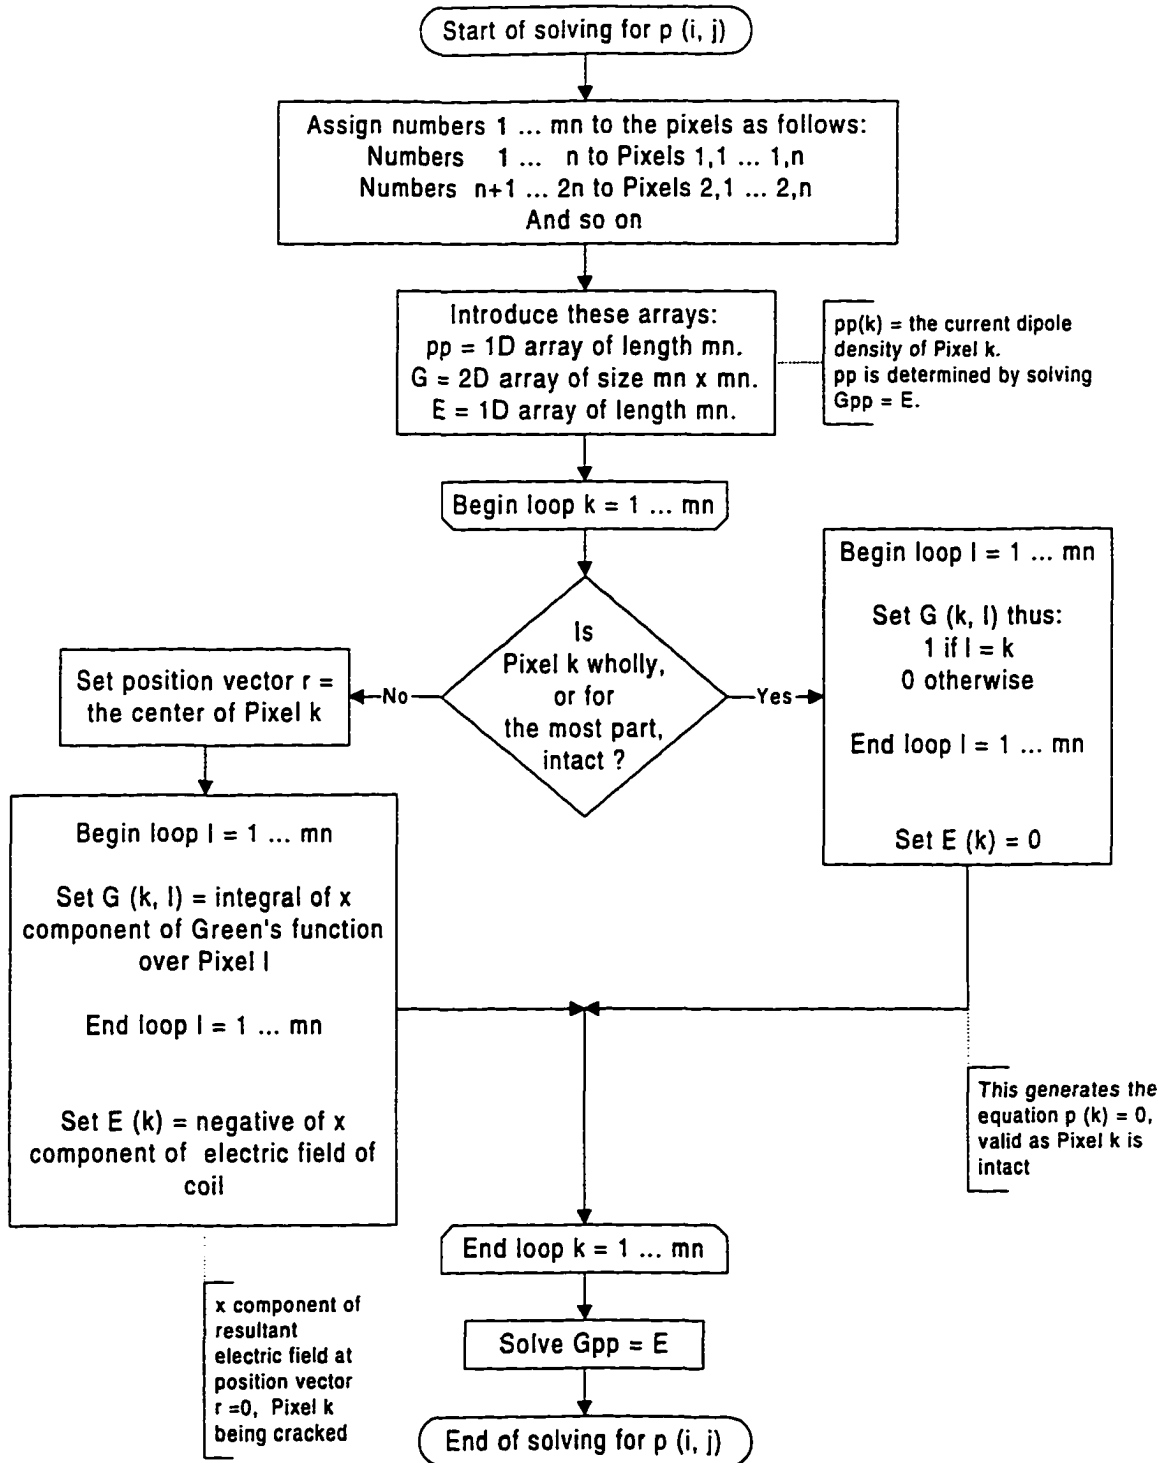 Start of solving for p (i, j)
Assign numbers 1 ... mn to the pixels as follows:
Numbers 1 ... n to Pixels 1,1 ... 1,n
Numbers n+1 ... 2n to Pixels 2,1 ... 2,n
And so on
Introduce these arrays:
pp = 1D array of length mn.
G = 2D array of size mn x mn.
E = 1D array of length mn.
pp(k) = the current dipole
density of Pixel k.
pp is determined by solving
Gpp = E.
Begin loop k = 1 ... mn
Is
Pixel k wholly,
or for
the most part,
intact ?
No
Yes
Set position vector r =
the center of Pixel k
Begin loop l = 1 ... mn
Set G (k, l) thus:
1 if l = k
0 otherwise
End loop l = 1 ... mn
Set E (k) = 0
Begin loop l = 1 ... mn
Set G (k, l) = integral of x
component of Green's function
over Pixel l
End loop l = 1 ... mn
Set E (k) = negative of x
component of electric field of
coil
This generates the
equation p (k) = 0,
valid as Pixel k is
intact
End loop k = 1 ... mn
x component of
resultant
electric field at
position vector
r =0, Pixel k
being cracked
Solve Gpp = E
End of solving for p (i, j)